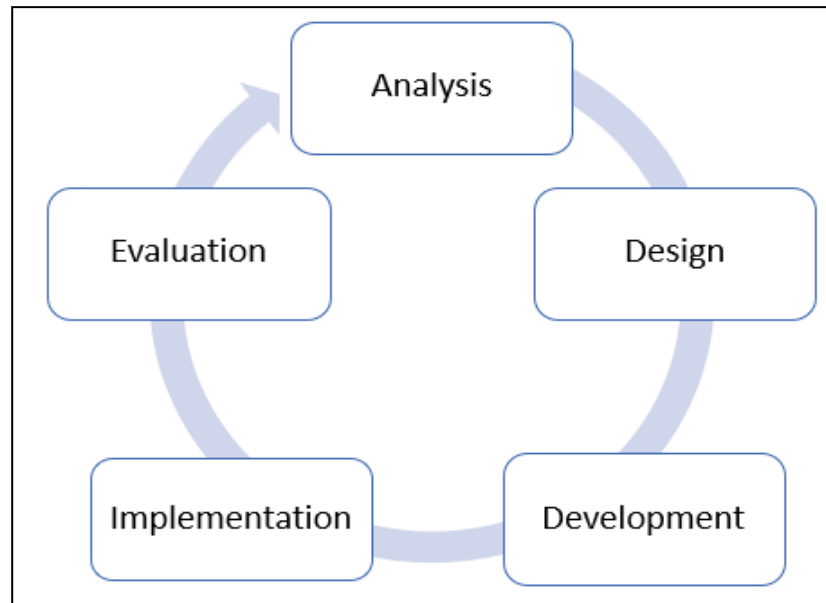 Analysis
Design
Development
Implementation
Evaluation